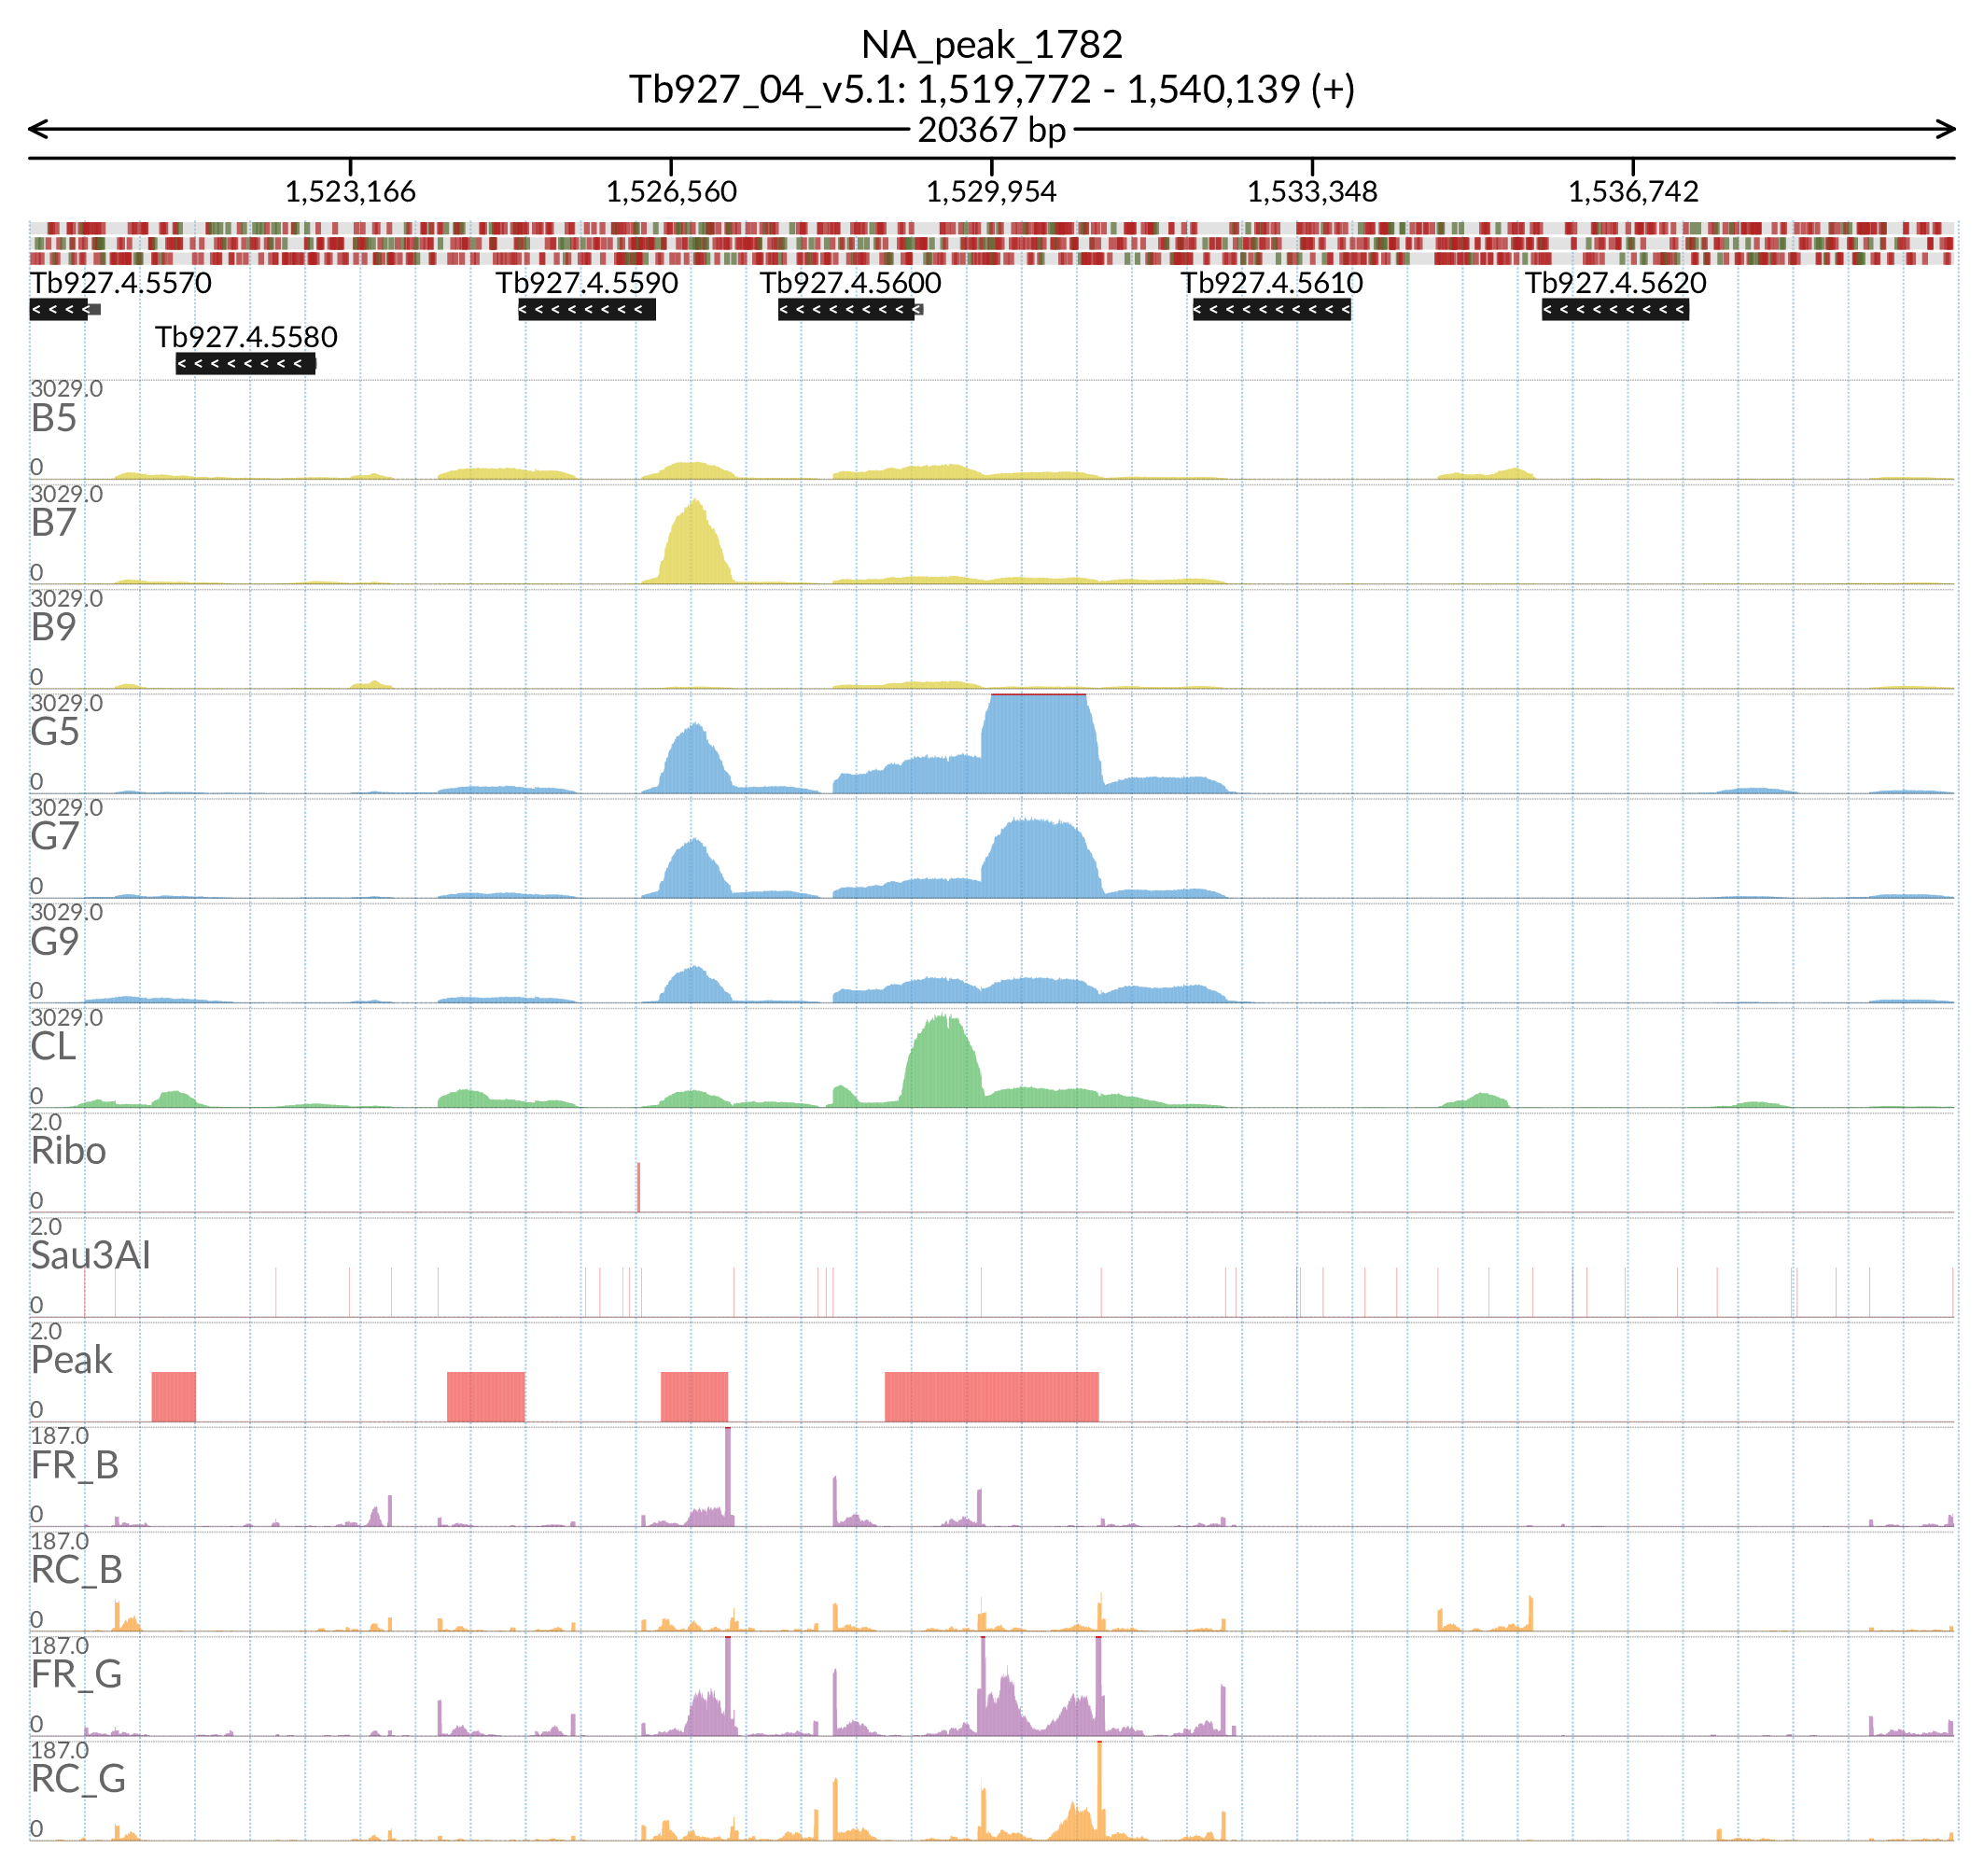 NA_peak_1782
Tb927_04_v5.1: 1,519,772 - 1,540,139 (+)
20367 bp
1,523,166 1,526,560 1,529,954 1,533,348 1,536,742
Tb927.4.5570 Tb927.4.5590 Tb927.4.5600 Tb927.4.5610 Tb927.4.5620
Tb927.4.5580
3029.0
B5
0
3029.0
B7
0
3029.0
B9
0
3029.0
G5
0
3029.0
G7
0
3029.0
G9
0
3029.0
CL
0
2.0
Ribo
0
2.0
Sau3AI
0
2.0
Peak
0
187.0
FR_B
0
187.0
RC_B
0
187.0
FR_G
0
187.0
RC_G
0